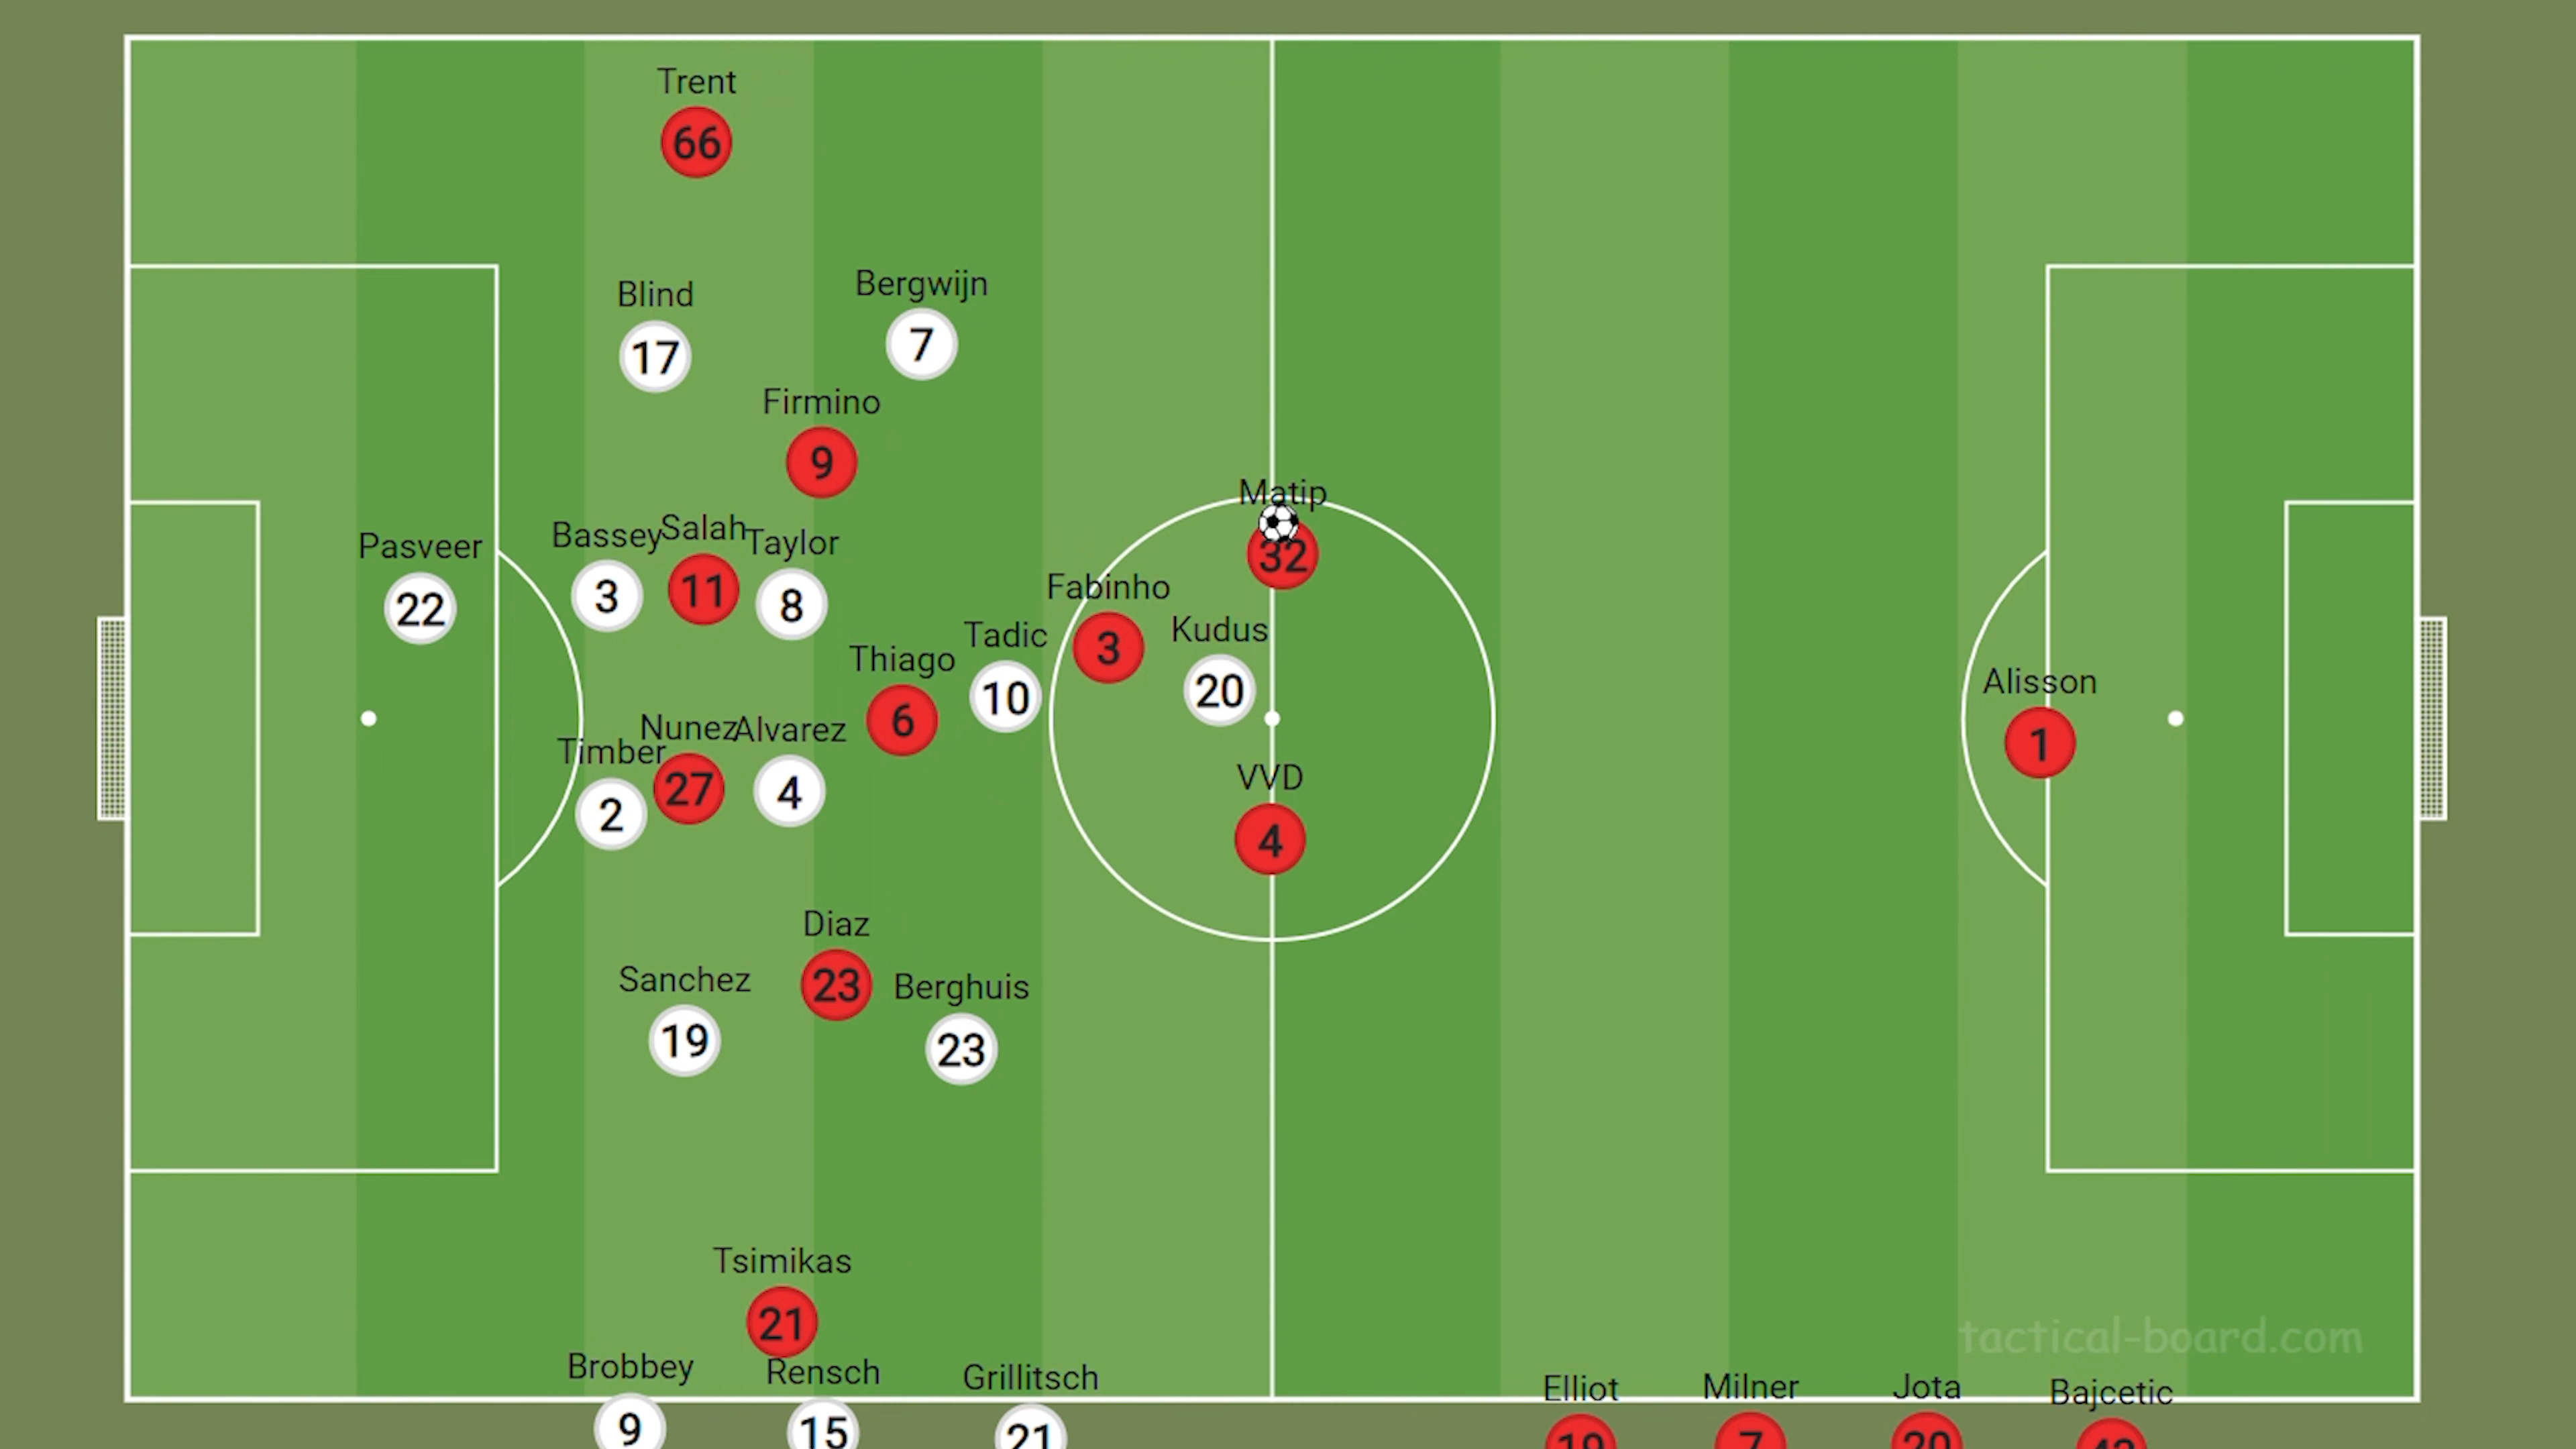 Trent
66
Blind
17
Bergwijn
7
Firmino
9
Matip
32
Pasveer
22
Bassey
3
Salah
11
Taylor
8
Fabinho
3
Kudus
20
Tadic
10
Thiago
6
Alisson
1
Nunez
27
Alvarez
4
Timber
2
VVD
4
Diaz
23
Sanchez
19
Berghuis
23
Tsimikas
21
tactical-board.com
Brobbey
9
Rensch
15
Grillitsch
21
Elliot
19
Milner
7
Jota
20
Bajcetic